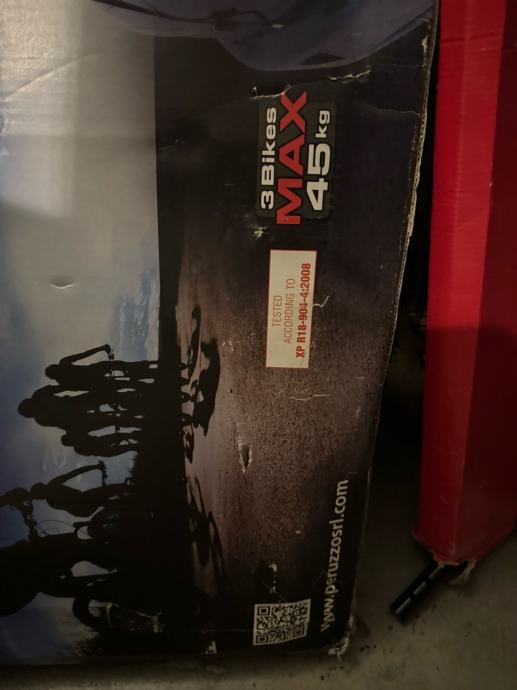 3 Bikes
MAX
45 kg
TESTED
ACCORDING TO
XP R18-904-4:2008
www.peruzzosrl.com